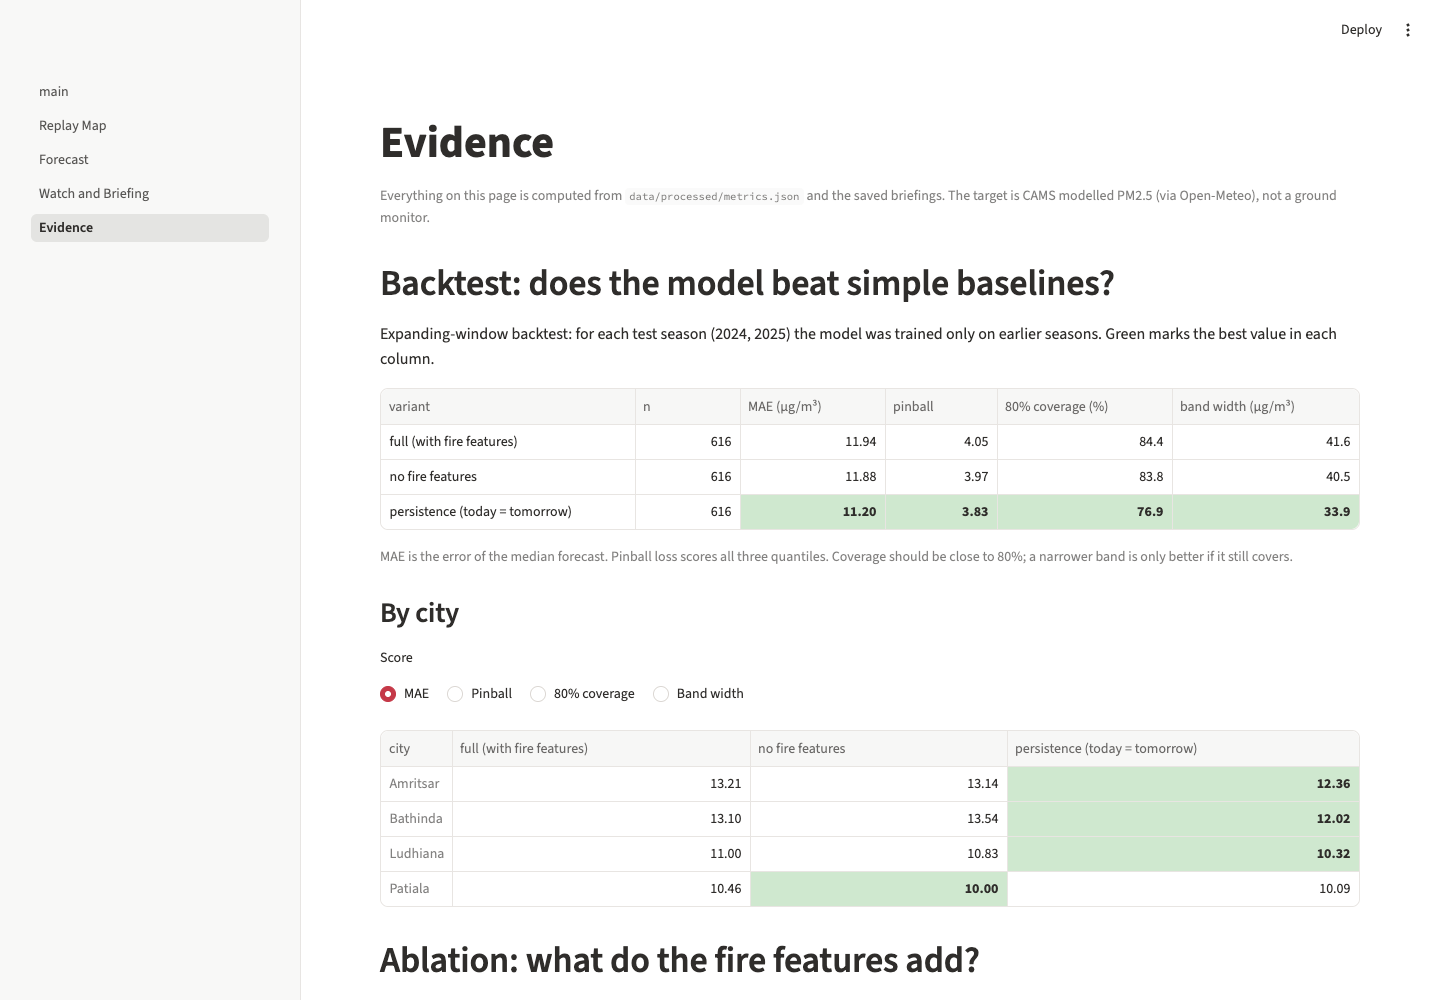 Deploy
main
Replay Map
Forecast
Watch and Briefing
Evidence
Evidence
Everything on this page is computed from data/processed/metrics.json and the saved briefings. The target is CAMS modelled PM2.5 (via Open-Meteo), not a ground
monitor.
Backtest: does the model beat simple baselines?
Expanding-window backtest: for each test season (2024, 2025) the model was trained only on earlier seasons. Green marks the best value in each
column.
variant n MAE (µg/m³) pinball 80% coverage (%) band width (µg/m³)
full (with fire features) 616 11.94 4.05 84.4 41.6
no fire features 616 11.88 3.97 83.8 40.5
persistence (today = tomorrow) 616 11.20 3.83 76.9 33.9
MAE is the error of the median forecast. Pinball loss scores all three quantiles. Coverage should be close to 80%; a narrower band is only better if it still covers.
By city
Score
MAE Pinball 80% coverage Band width
city full (with fire features) no fire features persistence (today = tomorrow)
Amritsar 13.21 13.14 12.36
Bathinda 13.10 13.54 12.02
Ludhiana 11.00 10.83 10.32
Patiala 10.46 10.00 10.09
Ablation: what do the fire features add?